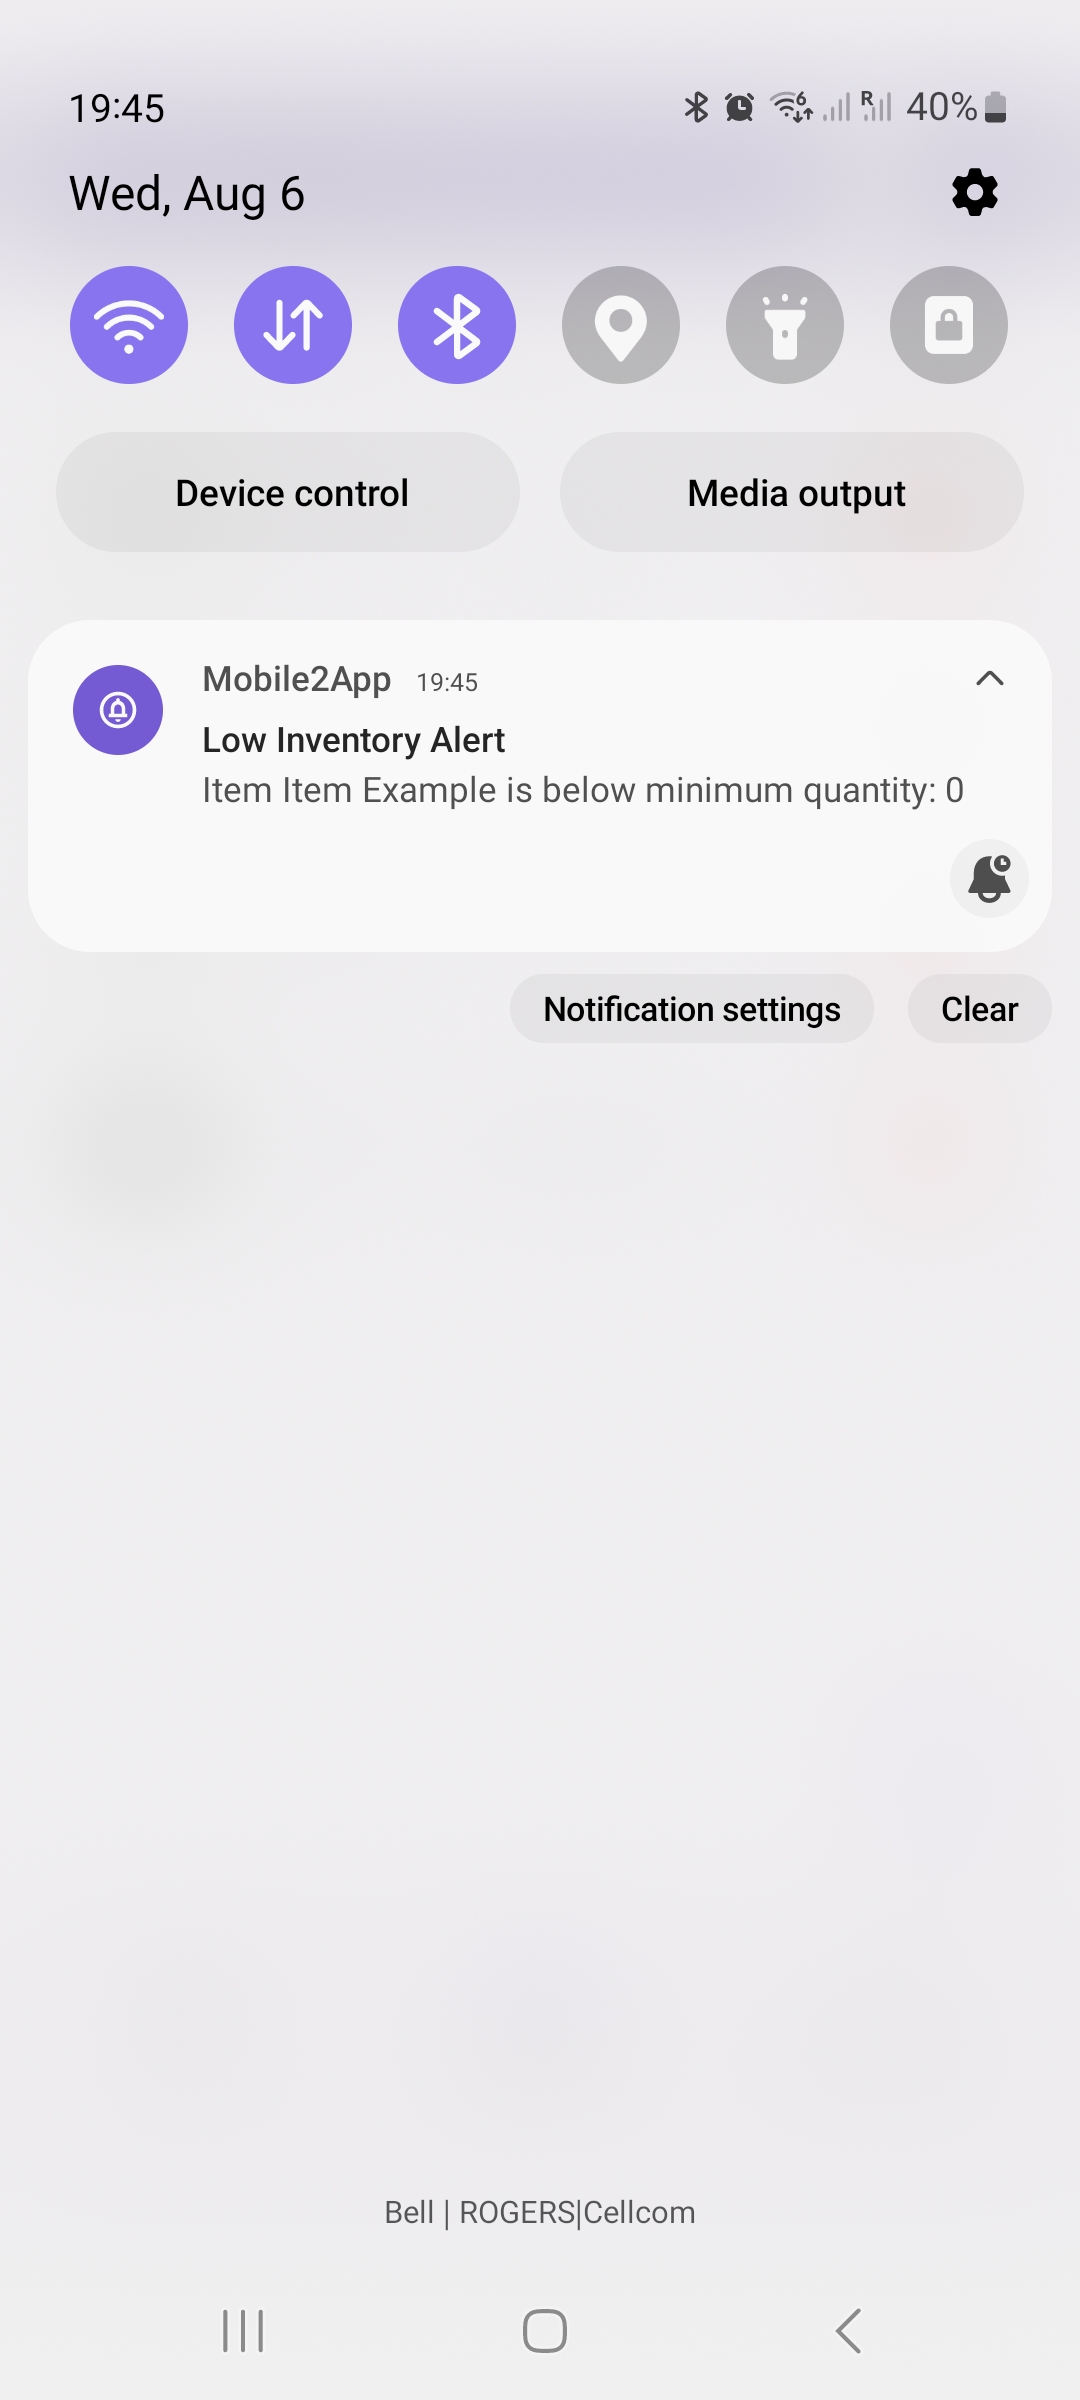 19:45
6 R 40%
Wed, Aug 6
Device control
Media output
Mobile2App 19:45
Low Inventory Alert
Item Item Example is below minimum quantity: 0
Notification settings
Clear
Bell | ROGERS|Cellcom